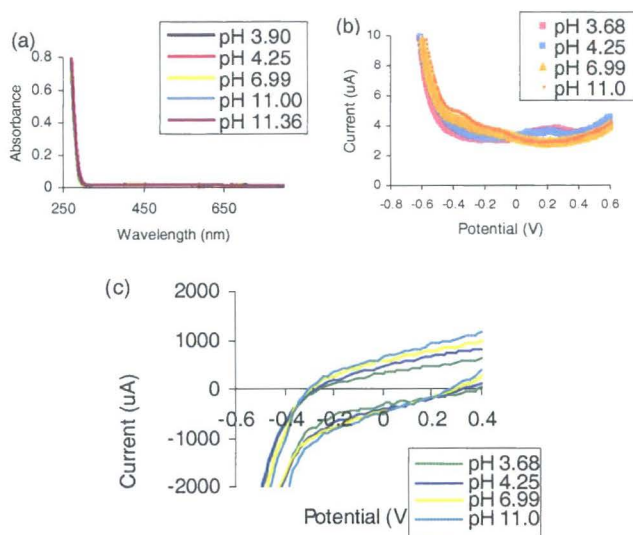 (a)
Absorbance
0.8
0.6
0.4
0.2
0
250 450 650
Wavelength (nm)
pH 3.90
pH 4.25
pH 6.99
pH 11.00
pH 11.36
(b)
Current (uA)
10
8
6
4
2
0
-0.8 -0.6 -0.4 -0.2 0 0.2 0.4 0.6
Potential (V)
pH 3.68
pH 4.25
pH 6.99
pH 11.0
(c)
Current (uA)
2000
1000
0
-1000
-2000
-0.6 -0.4 -0.2 0 0.2 0.4
Potential (V
pH 3.68
pH 4.25
pH 6.99
pH 11.0